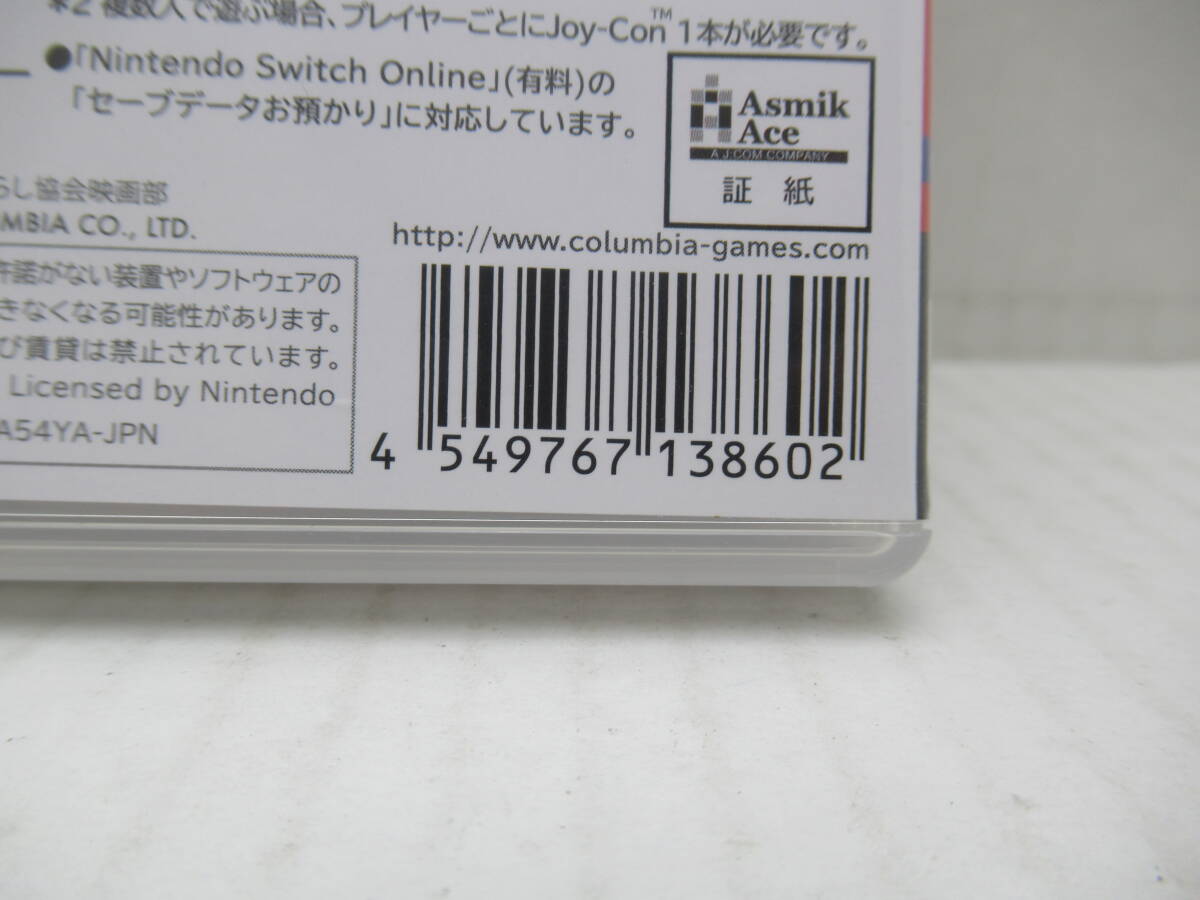 *2 複数人で遊ぶ場合、プレイヤーごとにJoy-Con™ 1本が必要です。
●「Nintendo Switch Online」(有料)の
「セーブデータお預かり」に対応しています。
Asmik
Ace
A J:COM COMPANY
証 紙
らし協会映画部
MBIA CO., LTD.
http://www.columbia-games.com
許諾がない装置やソフトウェアの
きなくなる可能性があります。
び賃貸は禁止されています。
Licensed by Nintendo
A54YA-JPN
4 549767 138602